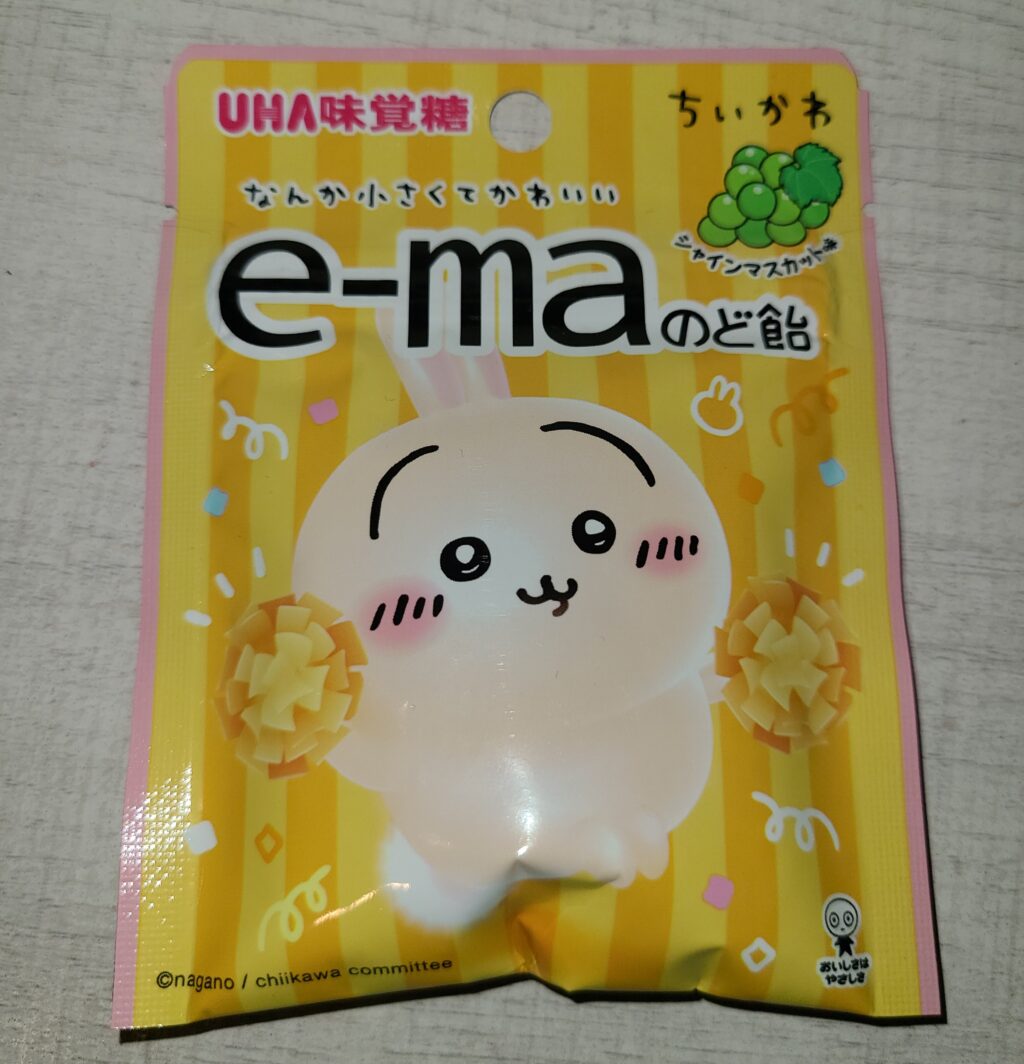 UHA味覚糖
ちいかわ
なんか小さくてかわいい
e-maのど飴
シャインマスカット味
©nagano / chiikawa committee
おいしさは
やさしさ